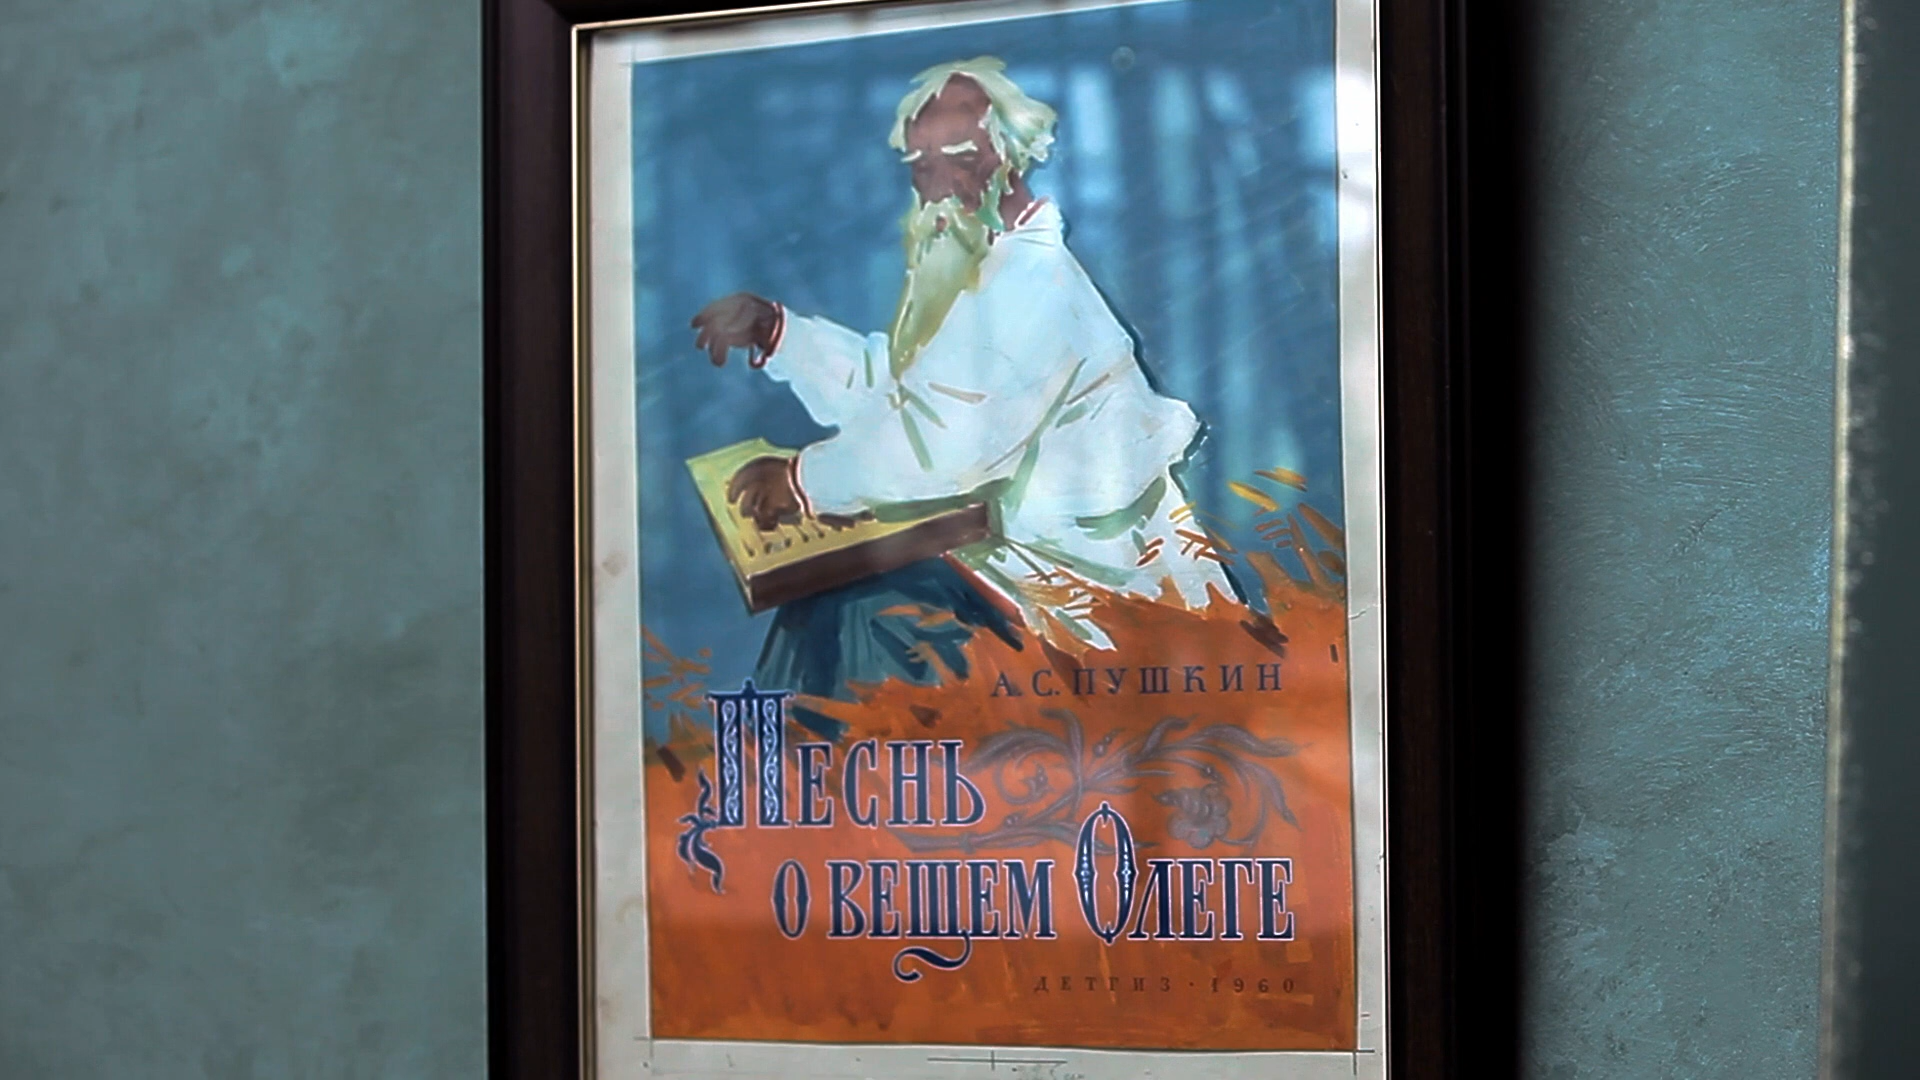 А. С. ПУШКИН
ПЕСНЬ
О ВЕЩЕМ ОЛЕГЕ
ДЕТГИЗ · 1960